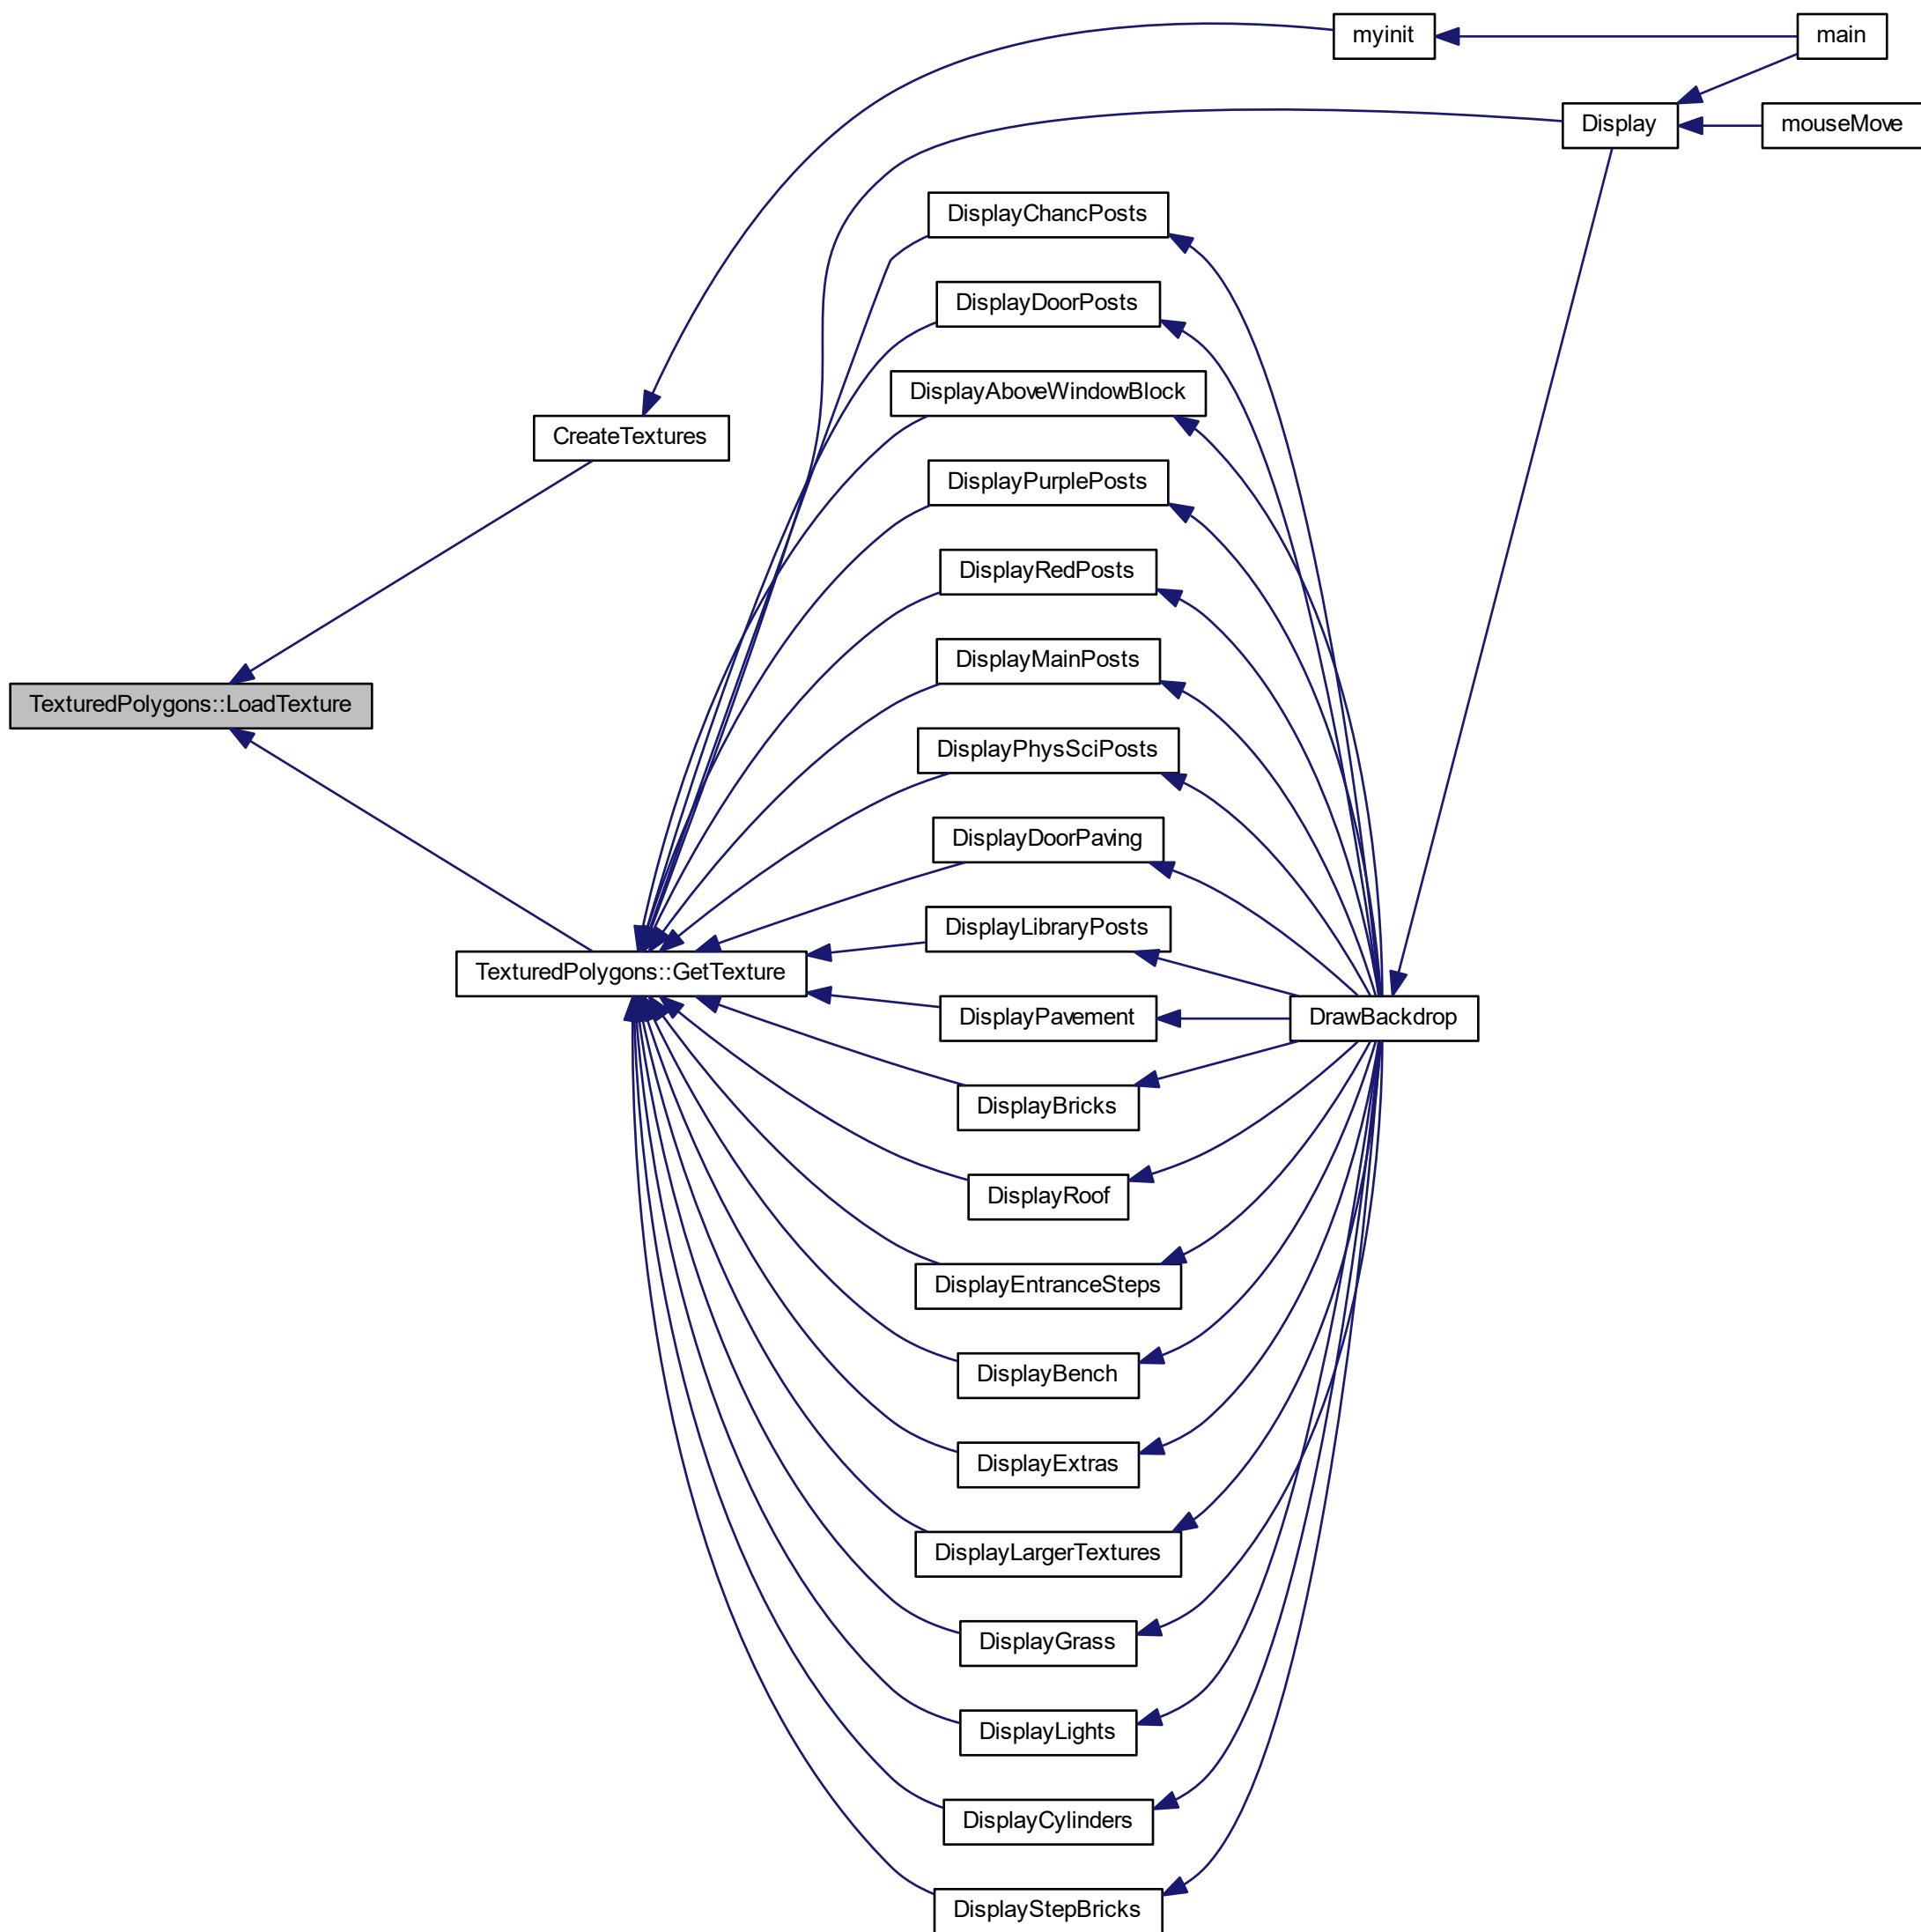 myinit
main
Display
mouseMove
DisplayChancPosts
DisplayDoorPosts
DisplayAboveWindowBlock
CreateTextures
DisplayPurplePosts
DisplayRedPosts
DisplayMainPosts
TexturedPolygons::LoadTexture
DisplayPhysSciPosts
DisplayDoorPaving
DisplayLibraryPosts
TexturedPolygons::GetTexture
DisplayPavement
DrawBackdrop
DisplayBricks
DisplayRoof
DisplayEntranceSteps
DisplayBench
DisplayExtras
DisplayLargerTextures
DisplayGrass
DisplayLights
DisplayCylinders
DisplayStepBricks